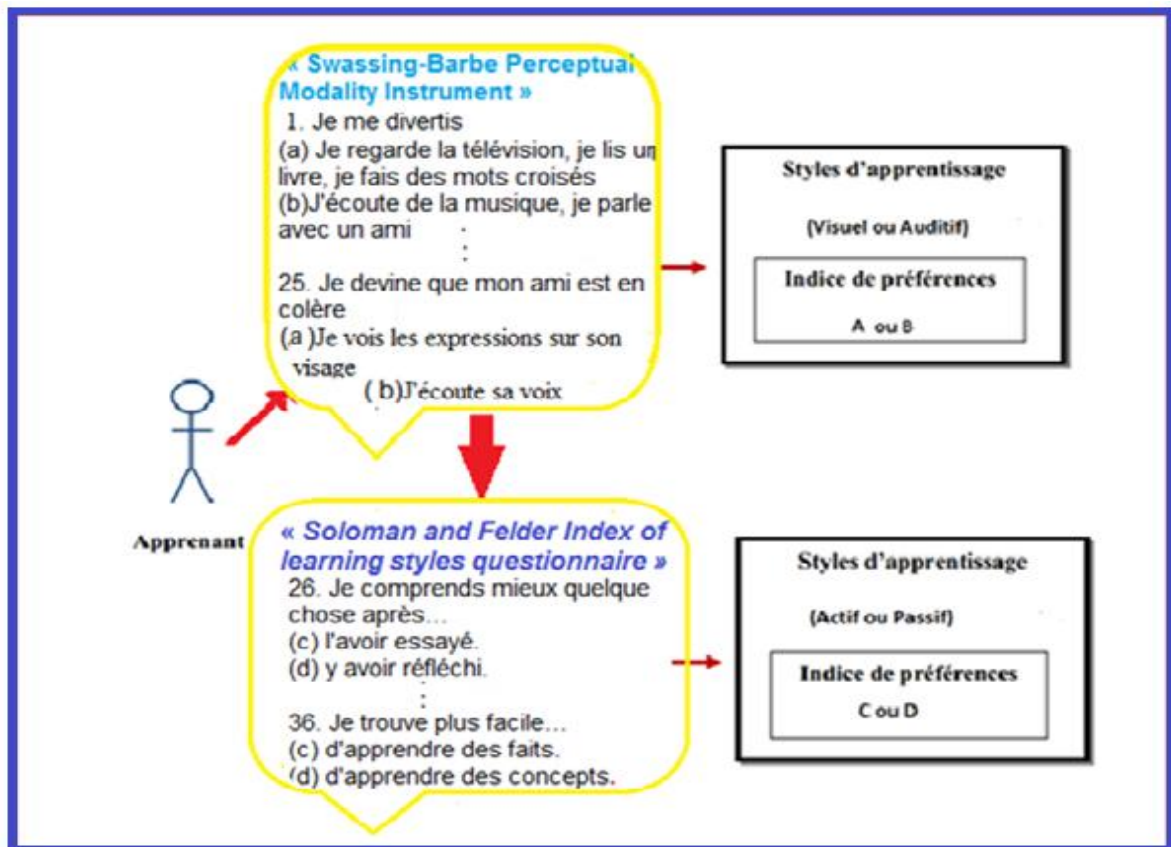 « Swassing-Barbe Perceptual
Modality Instrument »
1. Je me divertis
(a) Je regarde la télévision, je lis un
livre, je fais des mots croisés
(b)J'écoute de la musique, je parle
avec un ami
:
25. Je devine que mon ami est en
colère
(a )Je vois les expressions sur son
visage
( b)J'écoute sa voix
Styles d'apprentissage
(Visuel ou Auditif)
Indice de préférences
A ou B
Apprenant
« Soloman and Felder Index of
learning styles questionnaire »
26. Je comprends mieux quelque
chose après…
(c) l'avoir essayé.
(d) y avoir réfléchi.
:
36. Je trouve plus facile…
(c) d'apprendre des faits.
(d) d'apprendre des concepts.
Styles d'apprentissage
(Actif ou Passif)
Indice de préférences
C ou D